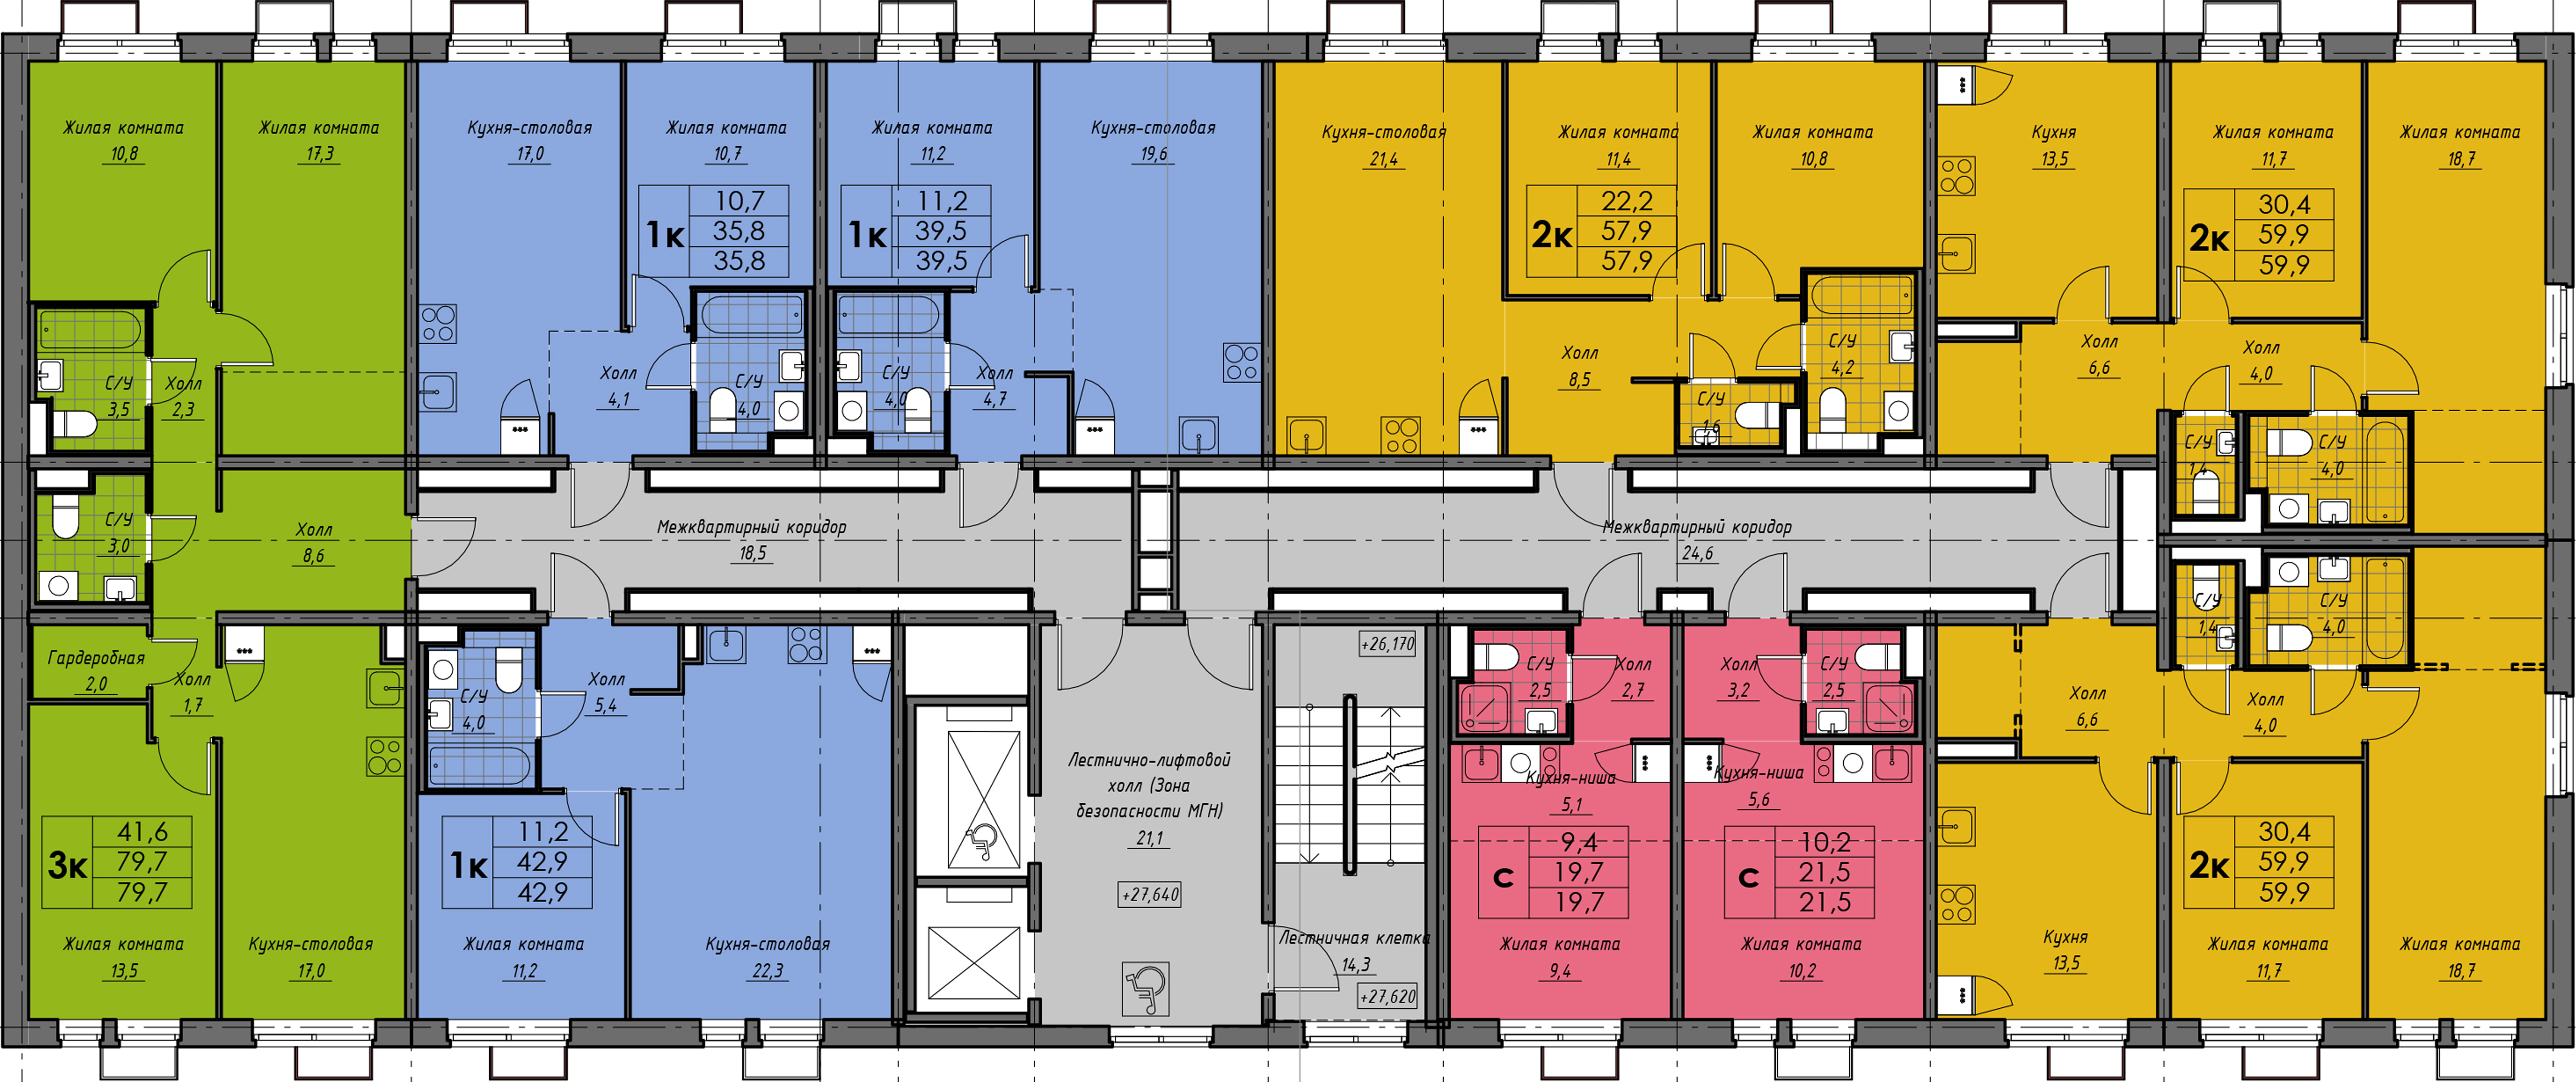 Жилая комната
10,8
Жилая комната
17,3
Кухня-столовая
17,0
Жилая комната
10,7
Жилая комната
11,2
Кухня-столовая
19,6
Кухня-столовая
21,4
Жилая комната
11,4
Жилая комната
10,8
Кухня
13,5
Жилая комната
11,7
Жилая комната
18,7
1к
10,7
35,8
35,8
1к
11,2
39,5
39,5
2к
22,2
57,9
57,9
2к
30,4
59,9
59,9
С/У
3,5
Холл
2,3
Холл
4,1
С/У
4,0
С/У
4,0
Холл
4,7
Холл
8,5
С/У
1,6
С/У
4,2
Холл
6,6
Холл
4,0
С/У
1,4
С/У
4,0
С/У
3,0
Холл
8,6
Межквартирный коридор
18,5
Межквартирный коридор
24,6
Гардеробная
2,0
Холл
1,7
С/У
4,0
Холл
5,4
+26,170
С/У
2,5
Холл
2,7
Холл
3,2
С/У
2,5
Холл
6,6
С/У
1,4
С/У
4,0
Холл
4,0
Лестнично-лифтовой
холл (Зона
безопасности МГН)
21,1
Кухня-ниша
5,1
Кухня-ниша
5,6
3к
41,6
79,7
79,7
1к
11,2
42,9
42,9
+27,640
с
9,4
19,7
19,7
с
10,2
21,5
21,5
2к
30,4
59,9
59,9
Жилая комната
13,5
Кухня-столовая
17,0
Жилая комната
11,2
Кухня-столовая
22,3
Лестничная клетка
14,3
+27,620
Жилая комната
9,4
Жилая комната
10,2
Кухня
13,5
Жилая комната
11,7
Жилая комната
18,7